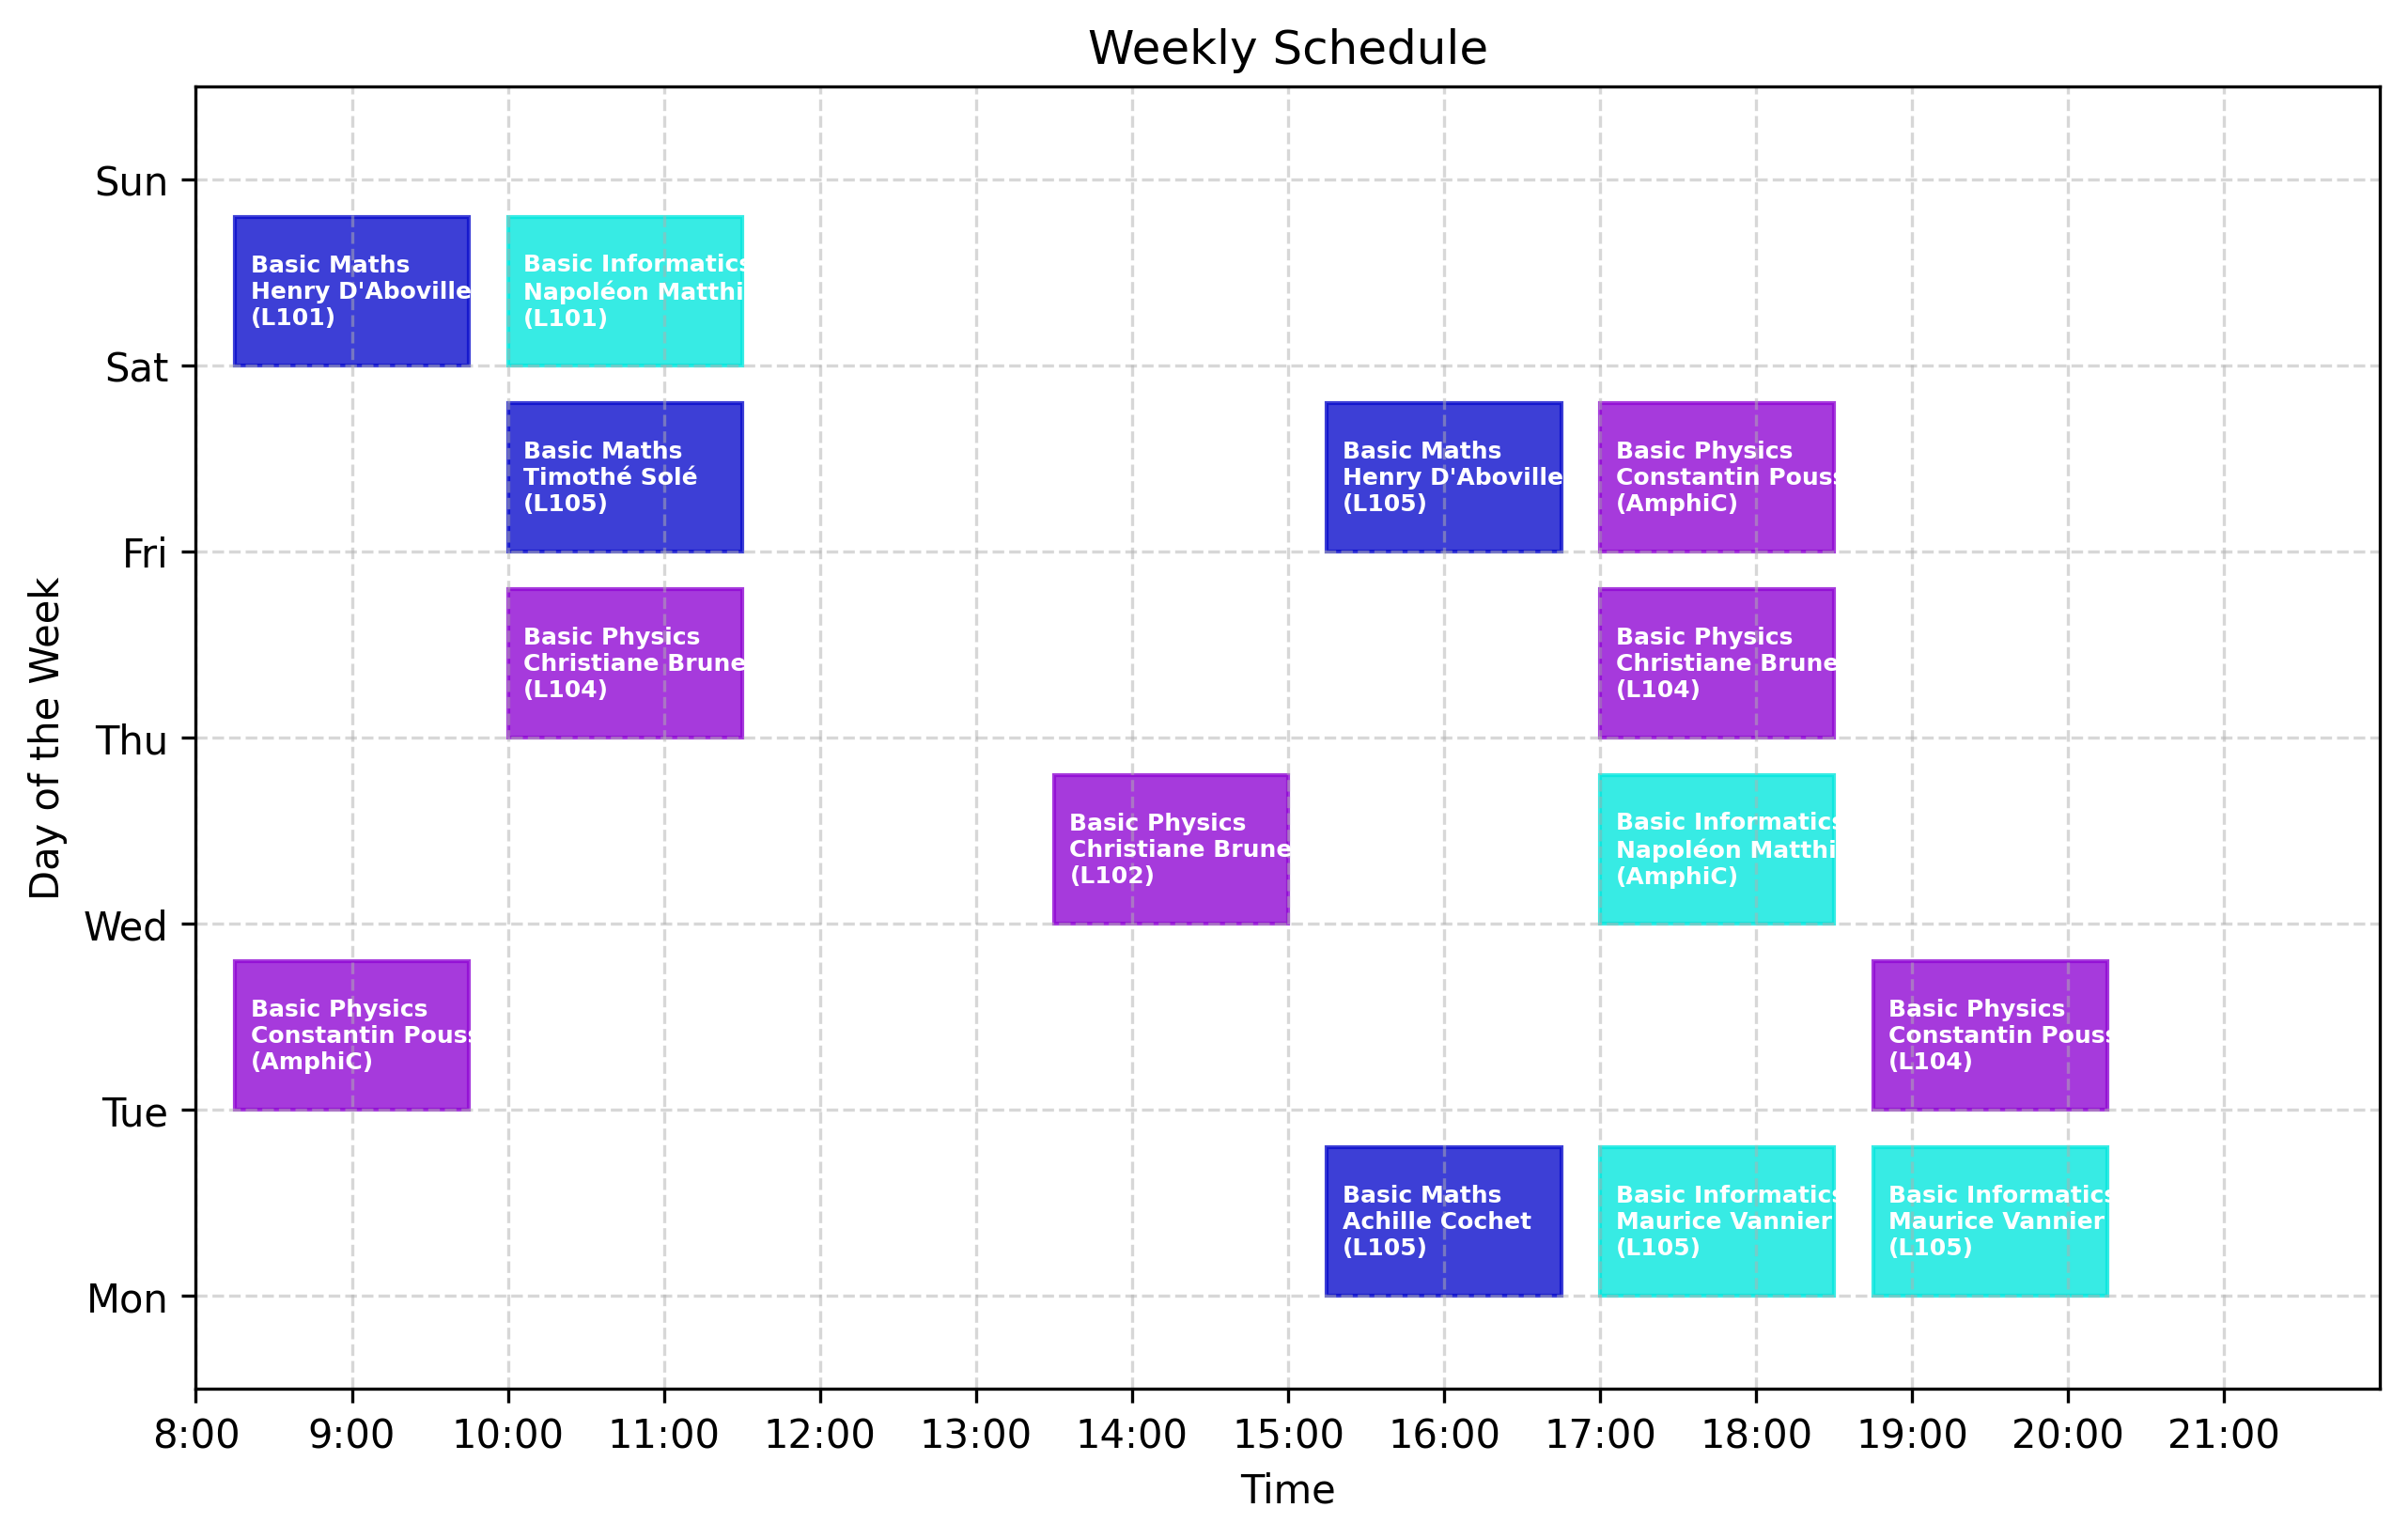 Weekly Schedule
Day of the Week
Sun
Basic Maths
Henry D'Aboville
(L101)
Basic Informatics
Napoléon Matthi
(L101)
Sat
Basic Maths
Timothé Solé
(L105)
Basic Maths
Henry D'Aboville
(L105)
Basic Physics
Constantin Pouss
(AmphiC)
Fri
Basic Physics
Christiane Brune
(L104)
Basic Physics
Christiane Brune
(L104)
Thu
Basic Physics
Christiane Brune
(L102)
Basic Informatics
Napoléon Matthi
(AmphiC)
Wed
Basic Physics
Constantin Pouss
(AmphiC)
Basic Physics
Constantin Pouss
(L104)
Tue
Basic Maths
Achille Cochet
(L105)
Basic Informatics
Maurice Vannier
(L105)
Basic Informatics
Maurice Vannier
(L105)
Mon
8:00 9:00 10:00 11:00 12:00 13:00 14:00 15:00 16:00 17:00 18:00 19:00 20:00 21:00
Time